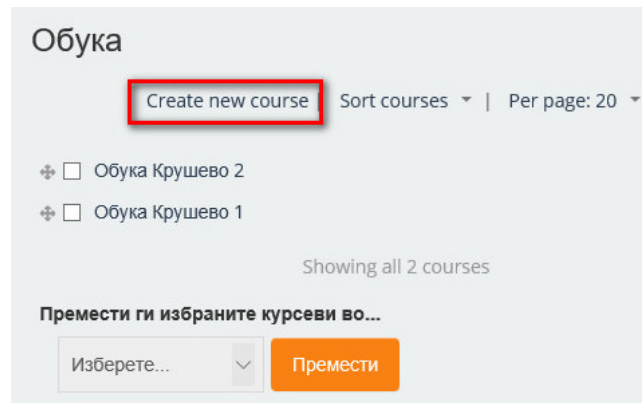 Обука
Create new course | Sort courses | Per page: 20
Обука Крушево 2
Обука Крушево 1
Showing all 2 courses
Премести ги избраните курсеви во...
Изберете... Премести